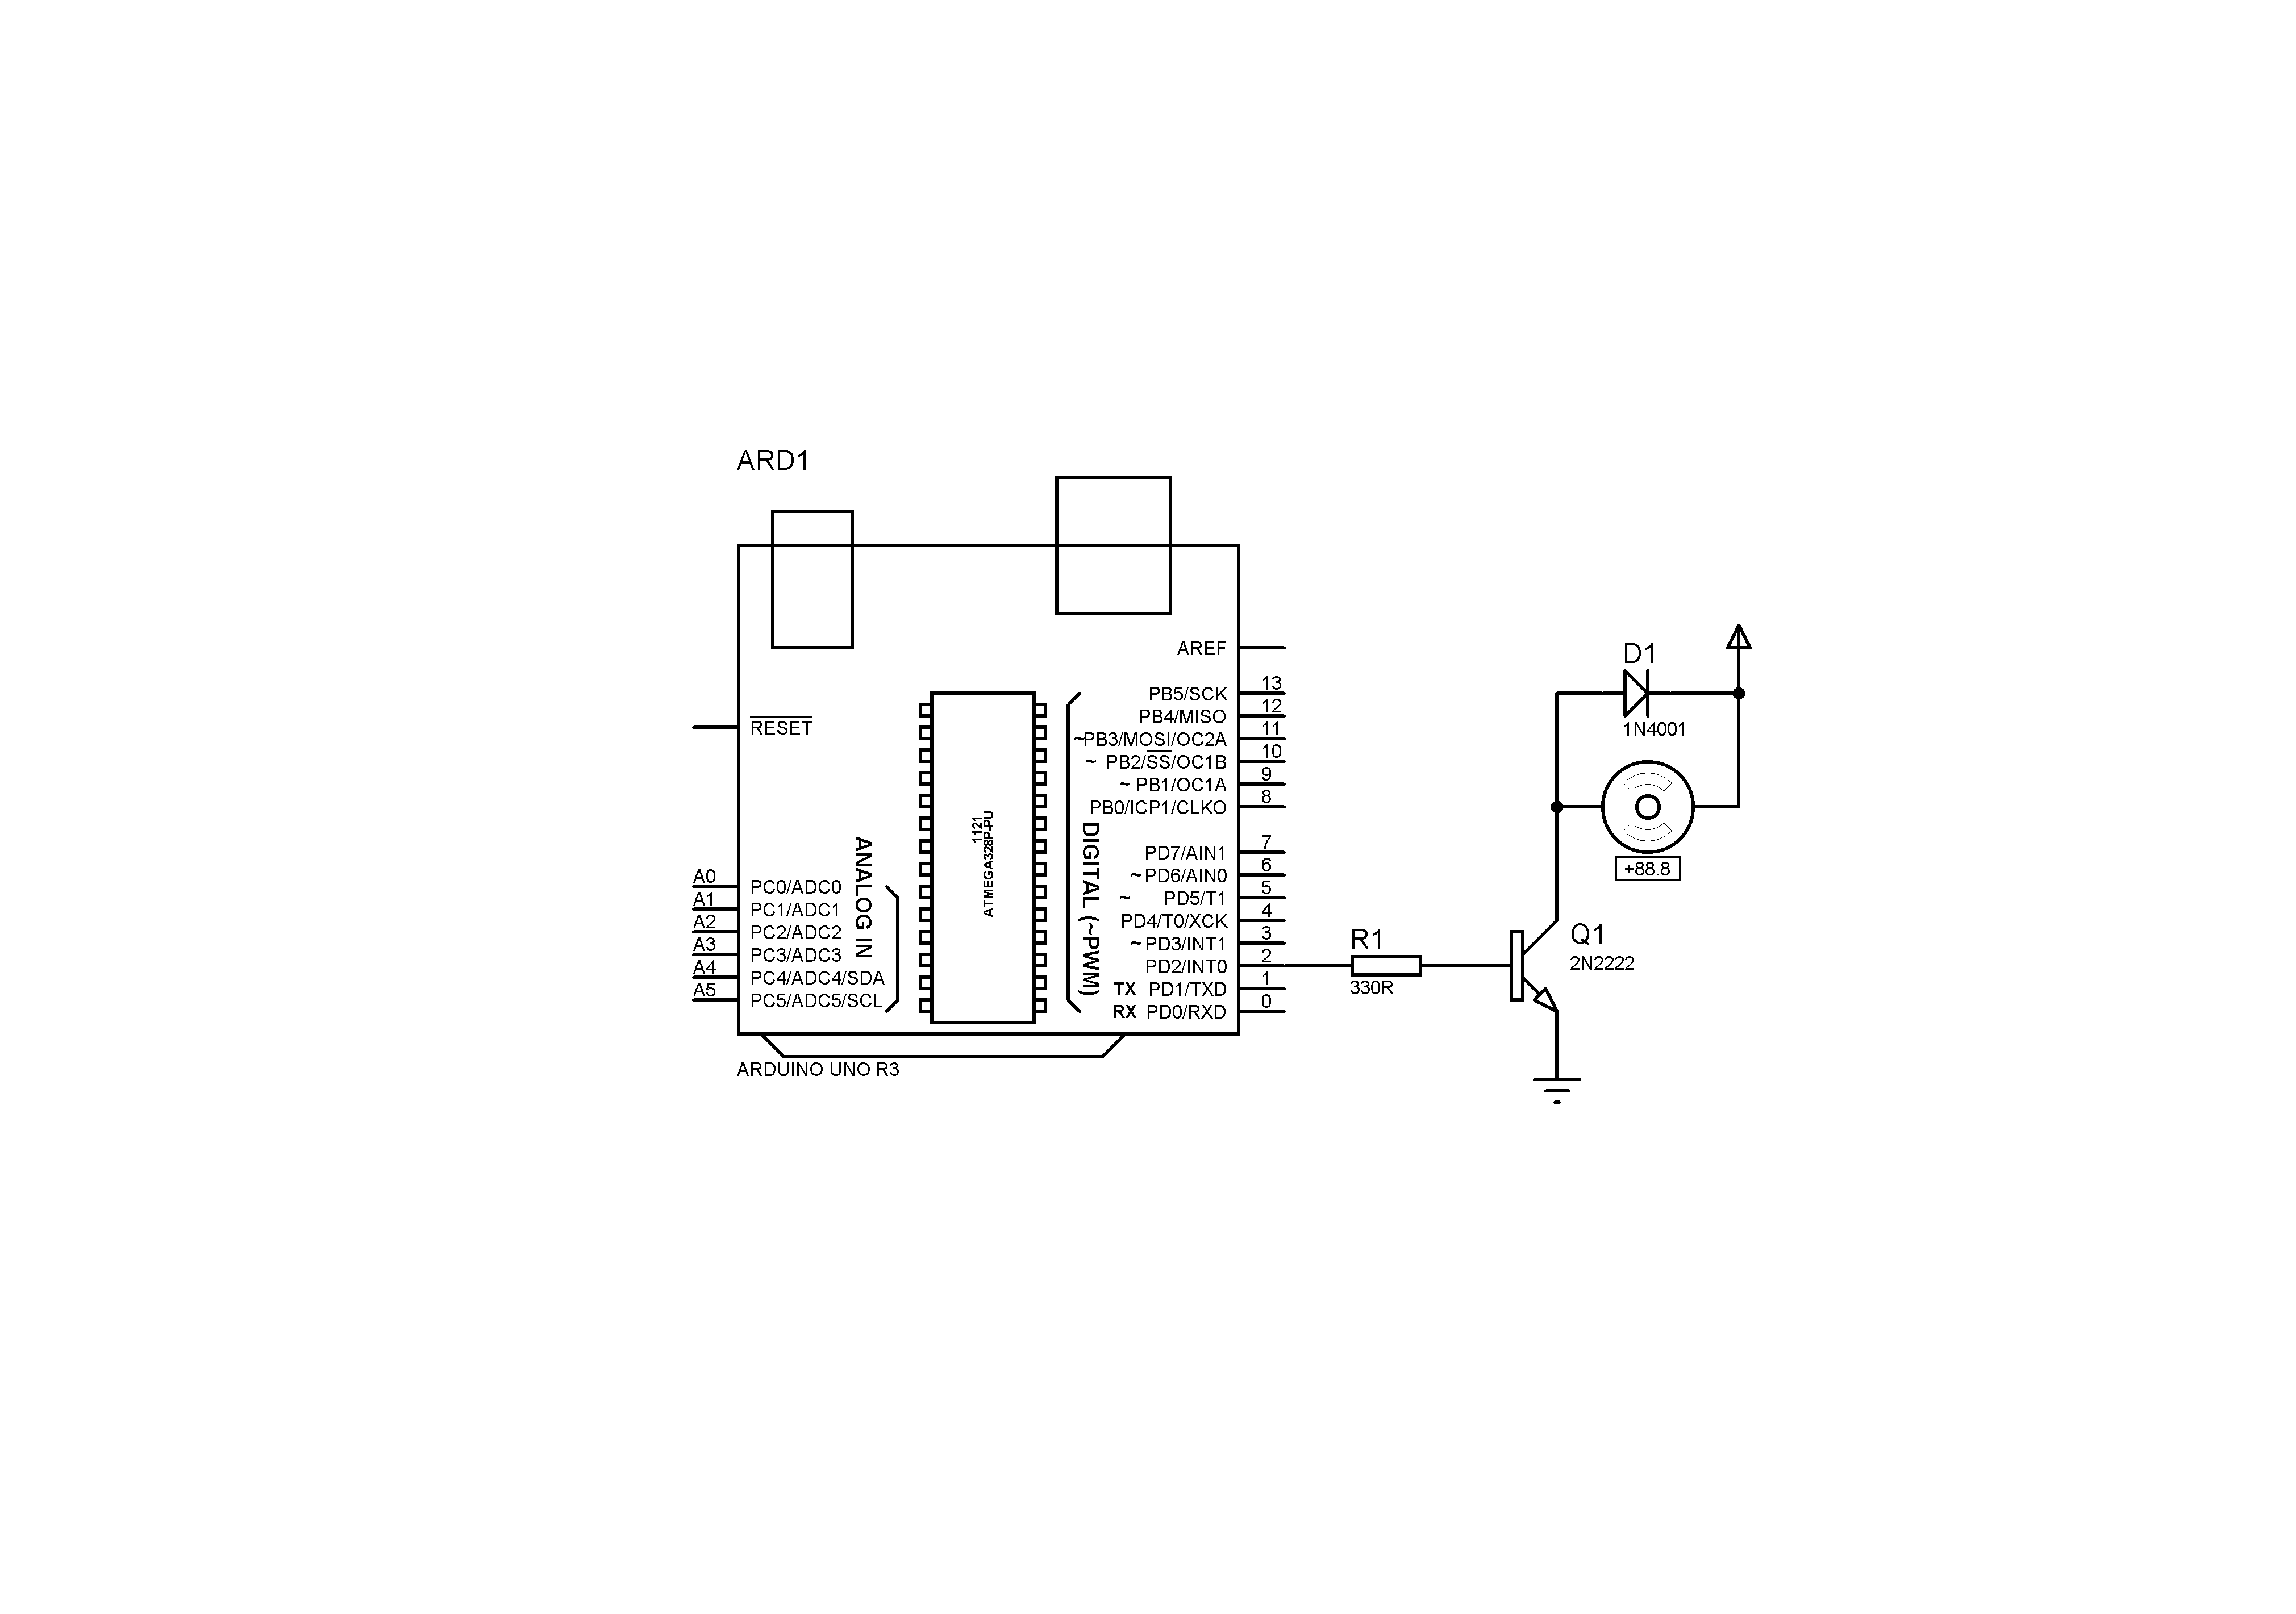 ARD1
AREF
RESET
13
PB5/SCK
12
PB4/MISO
11
~PB3/MOSI/OC2A
10
~ PB2/SS/OC1B
9
~ PB1/OC1A
8
PB0/ICP1/CLKO
7
PD7/AIN1
6
~PD6/AIN0
5
~ PD5/T1
4
PD4/T0/XCK
3
~PD3/INT1
2
PD2/INT0
1
TX PD1/TXD
0
RX PD0/RXD
DIGITAL (~PWM)
1121
ATMEGA328P-PU
ANALOG IN
A0
PC0/ADC0
A1
PC1/ADC1
A2
PC2/ADC2
A3
PC3/ADC3
A4
PC4/ADC4/SDA
A5
PC5/ADC5/SCL
ARDUINO UNO R3
R1
330R
D1
1N4001
+88.8
Q1
2N2222